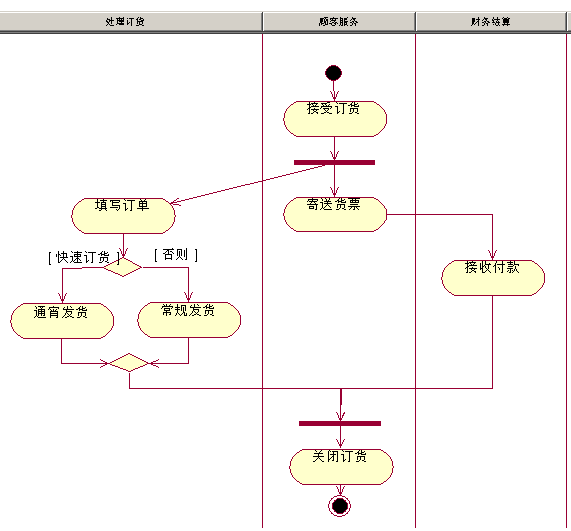 处理订货
顾客服务
财务结算
接受订货
填写订单
寄送货票
[ 快速订货 ]
[ 否则 ]
接收付款
通宵发货
常规发货
关闭订货